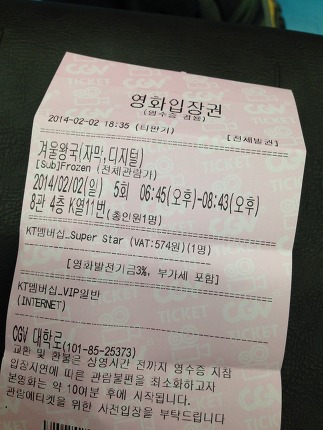 영화입장권
(영수증 겸용)
2014-02-02 18:35 (티판기) [전체발권]
겨울왕국(자막,디지털)
[Sub]Frozen (전체관람가)
2014/02/02(일) 5회 06:45(오후)-08:43(오후)
8관 4층 K열11번(총인원1명)
KT멤버십_Super Star (VAT:574원)(1명)
[영화발전기금3%, 부가세 포함]
KT멤버십_VIP일반
(INTERNET)
CGV 대학로(101-85-25373)
교환 및 환불은 상영시간 전까지 영수증 지참
입장지연에 따른 관람불편을 최소화하고자
본영화는 약 10여분 후에 시작됩니다.
관람에티켓을 위한 사전입장을 부탁드립니다